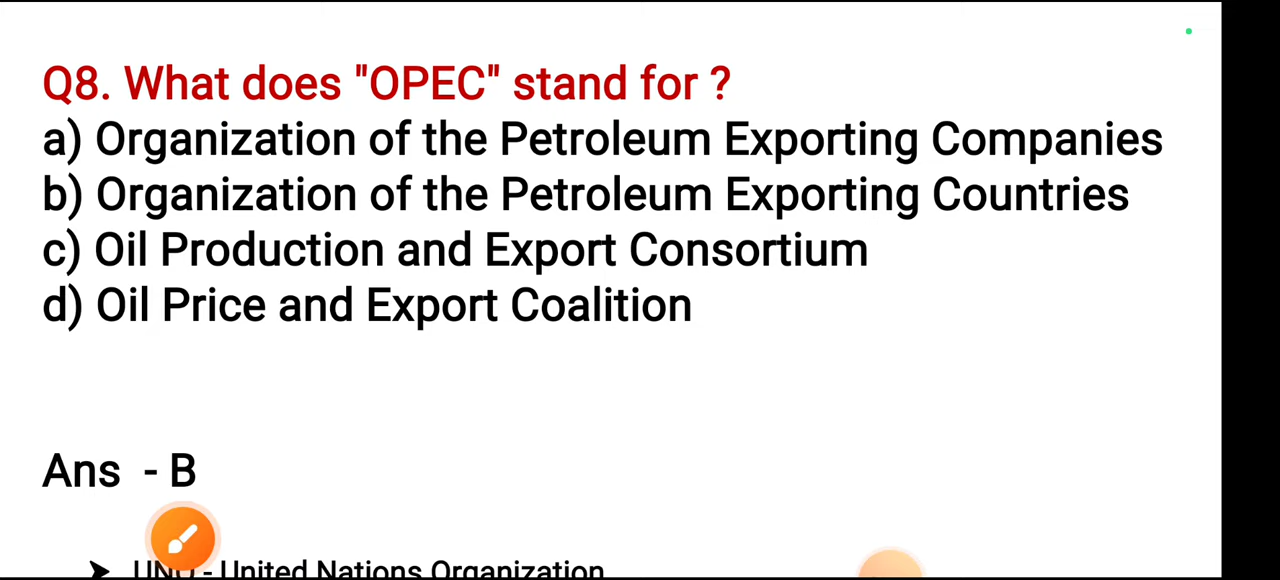 Q8. What does "OPEC" stand for ?
a) Organization of the Petroleum Exporting Companies
b) Organization of the Petroleum Exporting Countries
c) Oil Production and Export Consortium
d) Oil Price and Export Coalition
Ans - B
➤ UNO - United Nations Organization